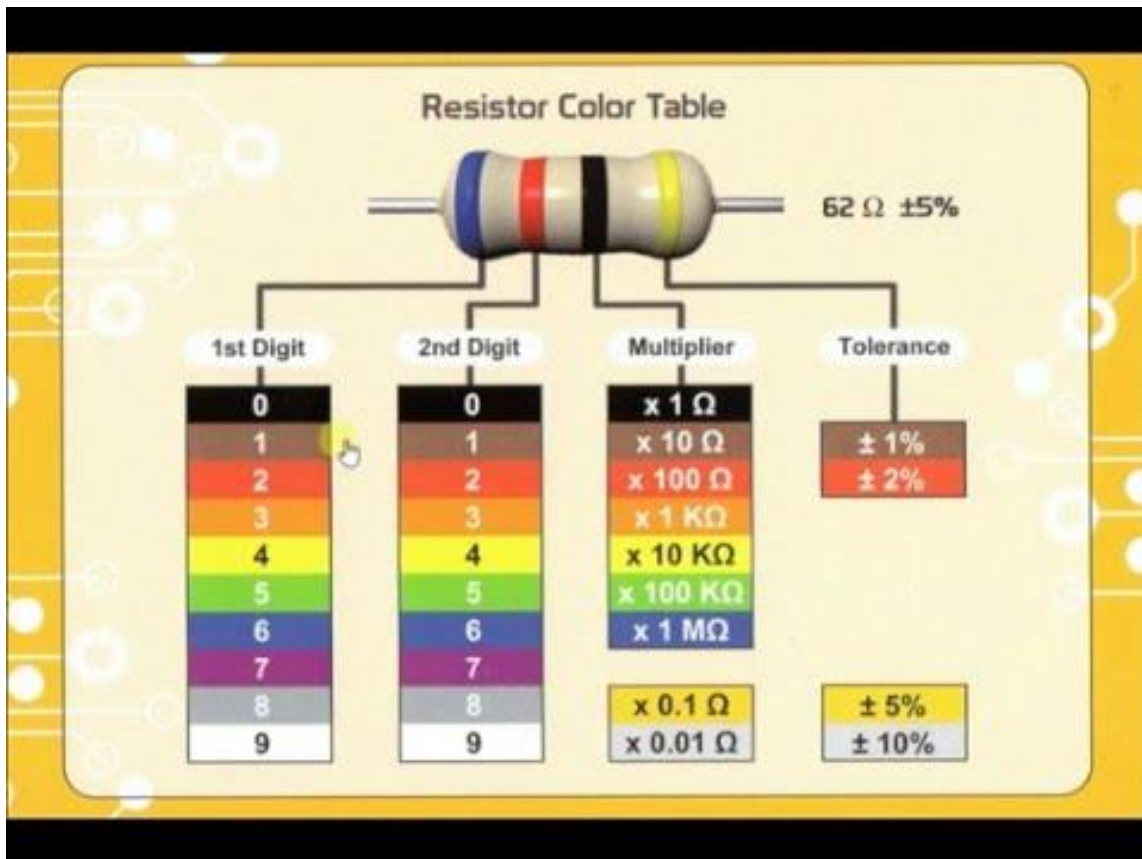 Resistor Color Table
62 Ω ±5%
1st Digit 2nd Digit Multiplier Tolerance
0 0 x 1 Ω
1 1 x 10 Ω ± 1%
2 2 x 100 Ω ± 2%
3 3 x 1 KΩ
4 4 x 10 KΩ
5 5 x 100 KΩ
6 6 x 1 MΩ
7 7
8 8 x 0.1 Ω ± 5%
9 9 x 0.01 Ω ± 10%